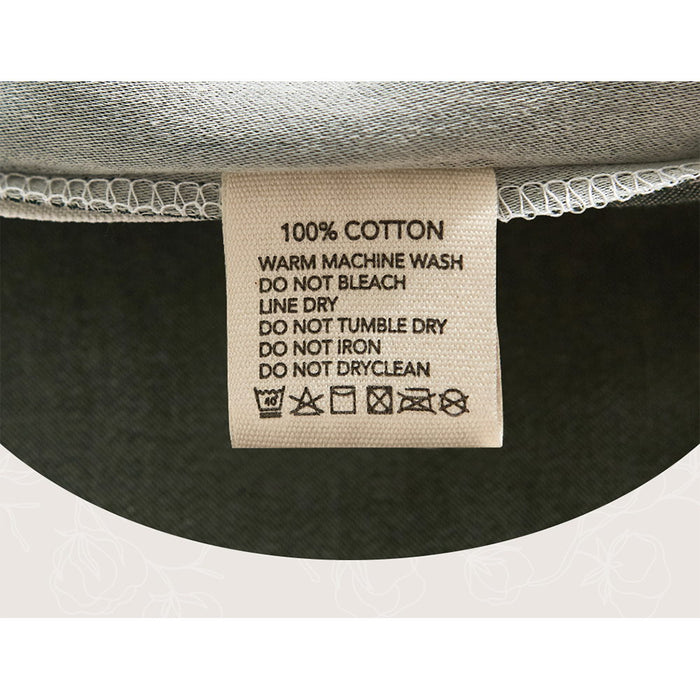 100% COTTON
WARM MACHINE WASH
DO NOT BLEACH
LINE DRY
DO NOT TUMBLE DRY
DO NOT IRON
DO NOT DRYCLEAN
40°